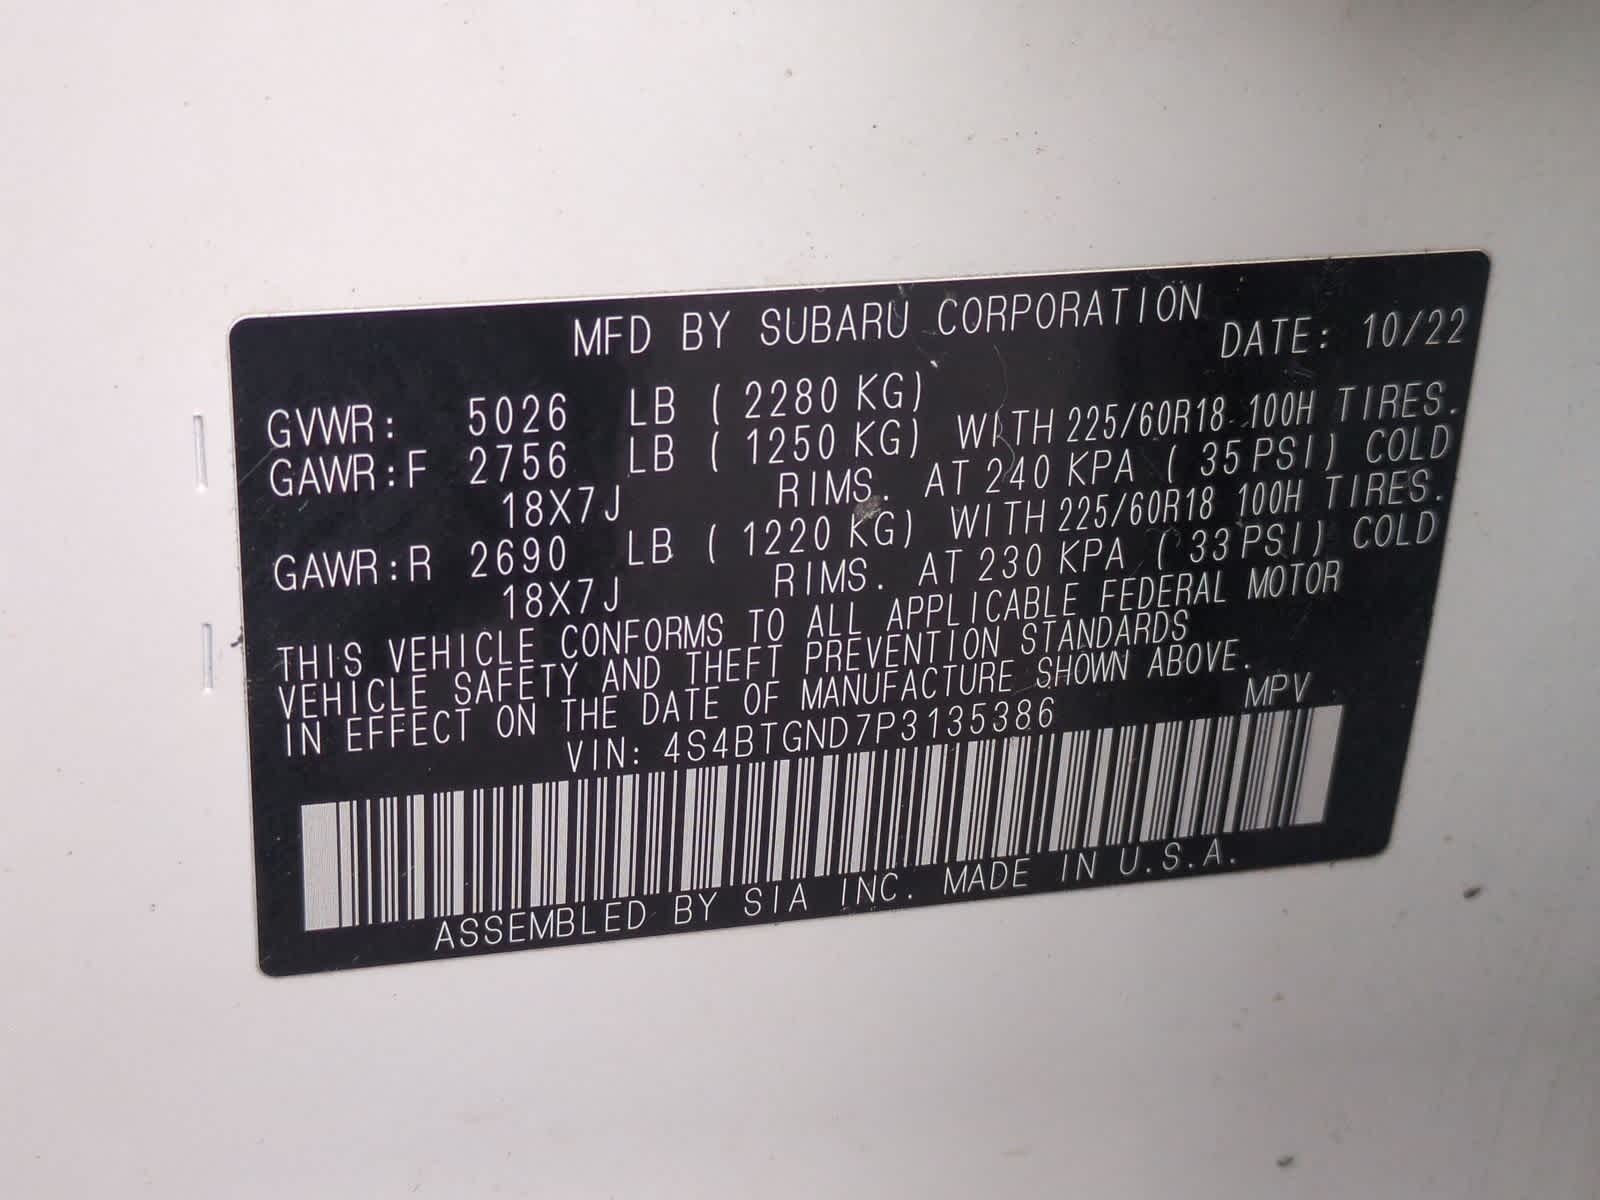 MFD BY SUBARU CORPORATION DATE: 10/22
GVWR: 5026 LB ( 2280 KG)
GAWR:F 2756 LB ( 1250 KG) WITH 225/60R18 100H TIRES.
18X7J RIMS. AT 240 KPA ( 35 PSI) COLD
GAWR:R 2690 LB ( 1220 KG) WITH 225/60R18 100H TIRES.
18X7J RIMS. AT 230 KPA ( 33 PSI) COLD
THIS VEHICLE CONFORMS TO ALL APPLICABLE FEDERAL MOTOR
VEHICLE SAFETY AND THEFT PREVENTION STANDARDS
IN EFFECT ON THE DATE OF MANUFACTURE SHOWN ABOVE.
VIN: 4S4BTGND7P3135386 MPV
ASSEMBLED BY SIA INC. MADE IN U.S.A.